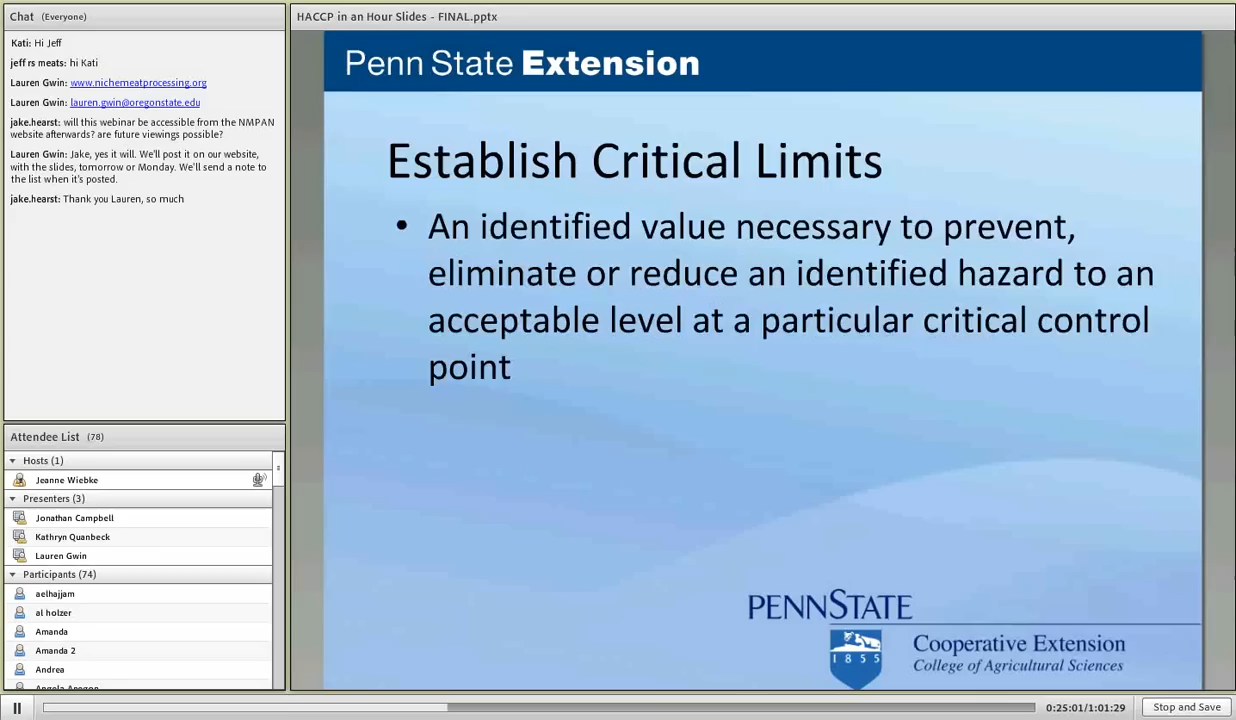 Chat (Everyone)
Kati: Hi Jeff
jeff rs meats: hi Kati
Lauren Gwin: www.nichemeatprocessing.org
Lauren Gwin: lauren.gwin@oregonstate.edu
jake.hearst: will this webinar be accessible from the NMPAN
website afterwards? are future viewings possible?
Lauren Gwin: Jake, yes it will. We'll post it on our website,
with the slides, tomorrow or Monday. We'll send a note to
the list when it's posted.
jake.hearst: Thank you Lauren, so much
Attendee List (78)
Hosts (1)
Jeanne Wiebke
Presenters (3)
Jonathan Campbell
Kathryn Quanbeck
Lauren Gwin
Participants (74)
aelhajjam
al holzer
Amanda
Amanda 2
Andrea
HACCP in an Hour Slides - FINAL.pptx
Penn State Extension
Establish Critical Limits
• An identified value necessary to prevent,
eliminate or reduce an identified hazard to an
acceptable level at a particular critical control
point
PENNSTATE
1855
Cooperative Extension
College of Agricultural Sciences
0:25:01/1:01:29
Stop and Save